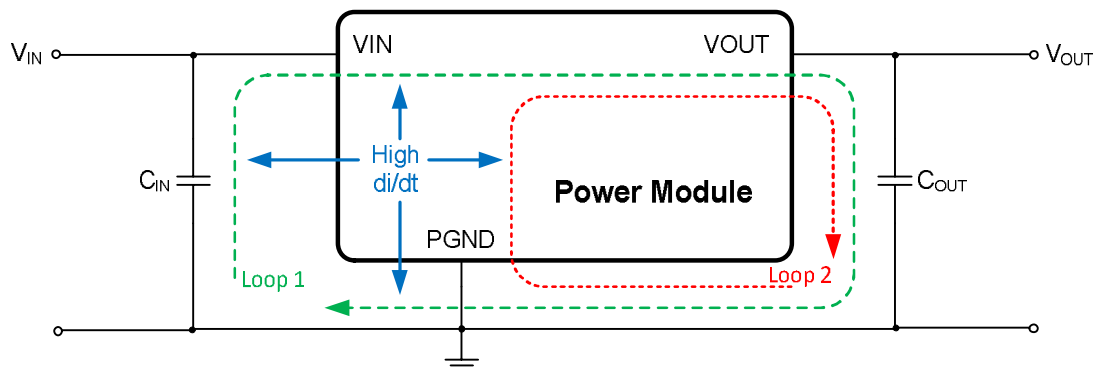 VIN
VIN
VOUT
VOUT
High
di/dt
CIN
COUT
Power Module
PGND
Loop 1
Loop 2